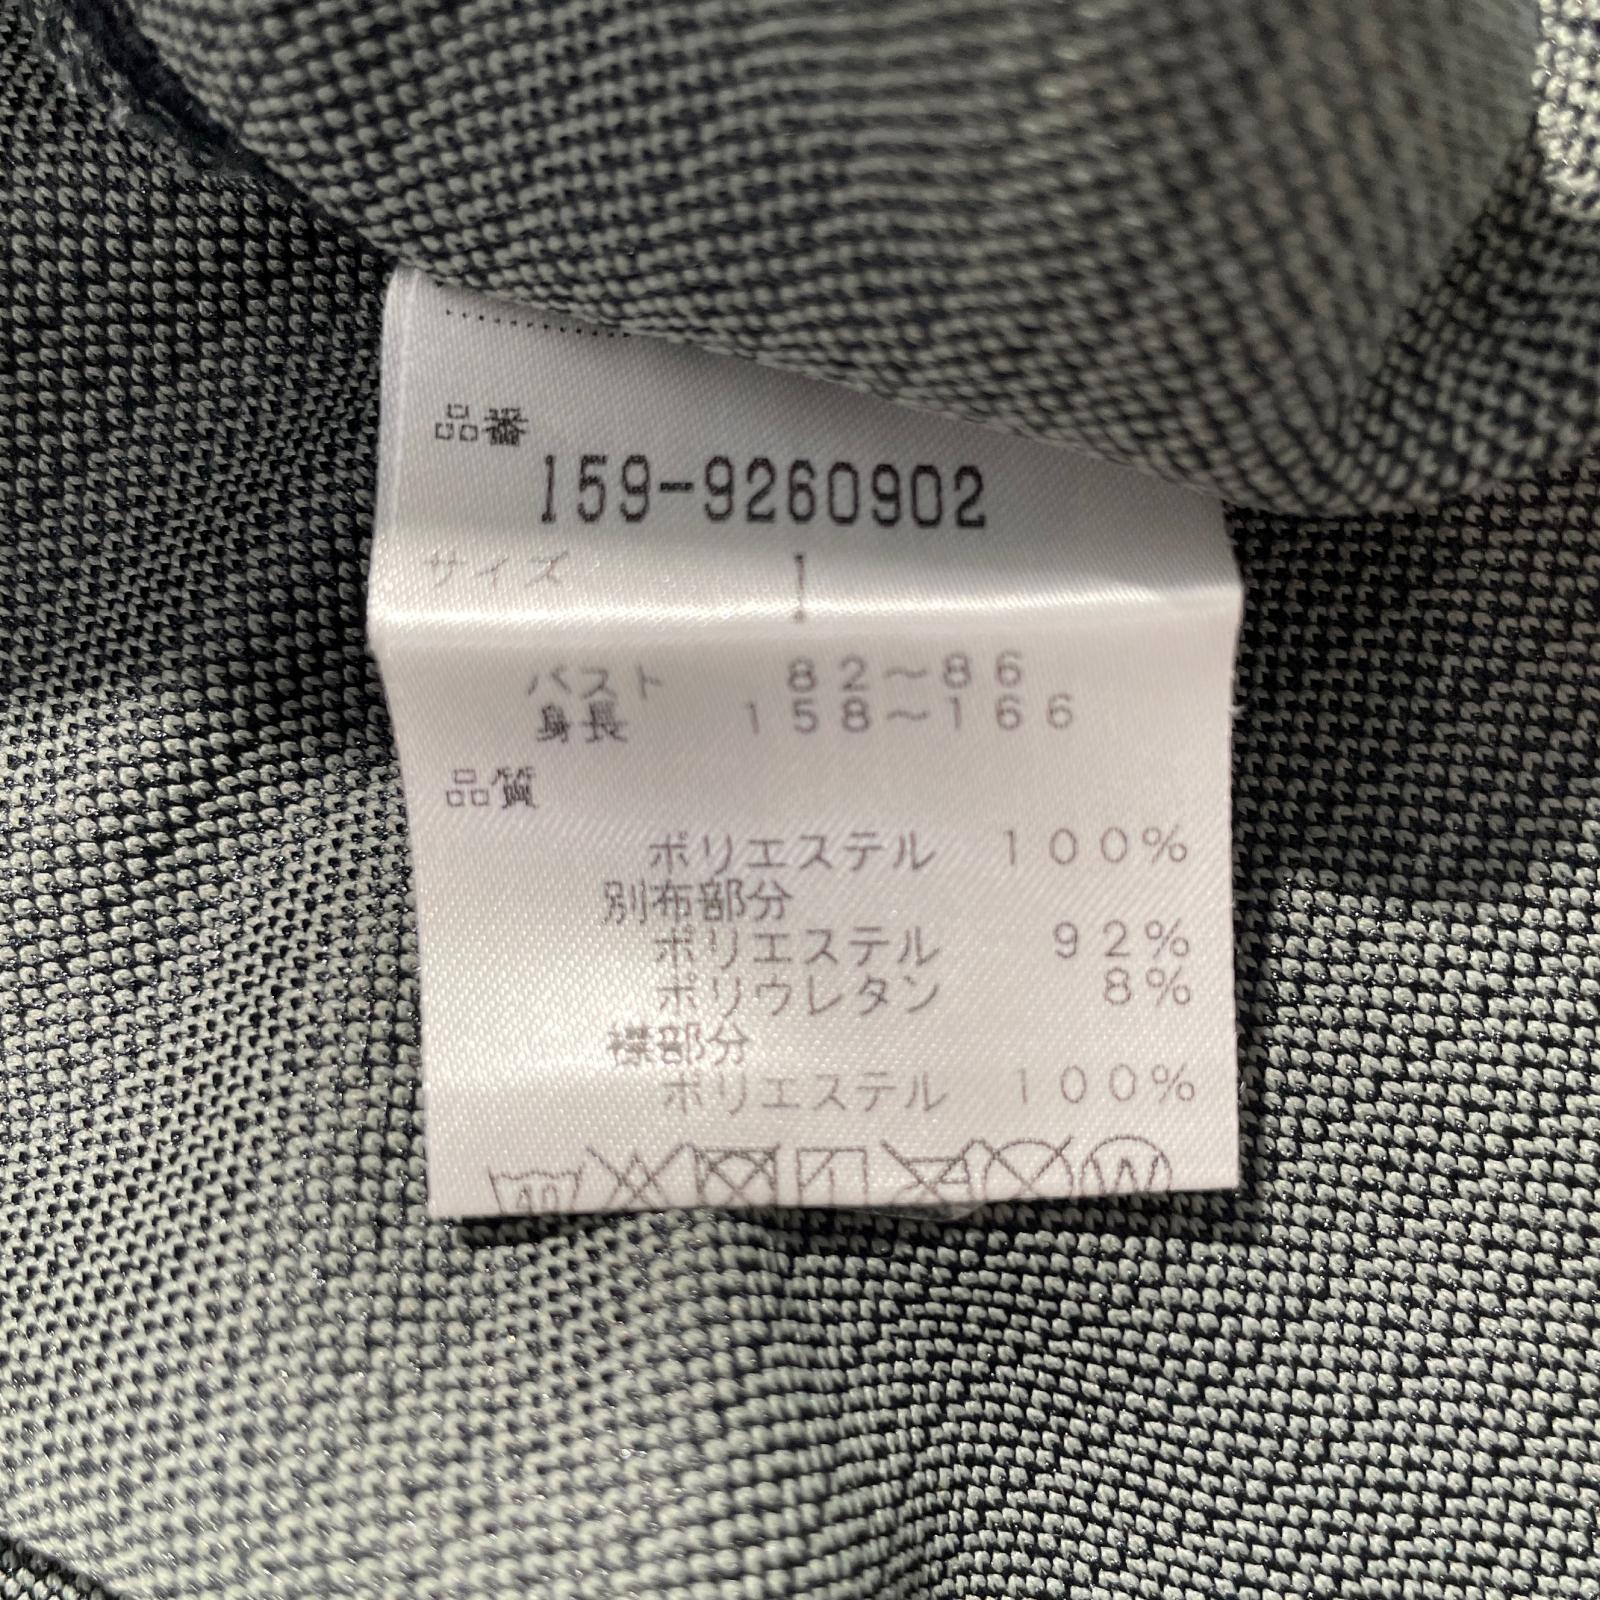 品番
159-9260902
サイズ 1
バスト 82～86
身長 158～166
品質
ポリエステル 100%
別布部分
ポリエステル 92%
ポリウレタン 8%
襟部分
ポリエステル 100%
40 W